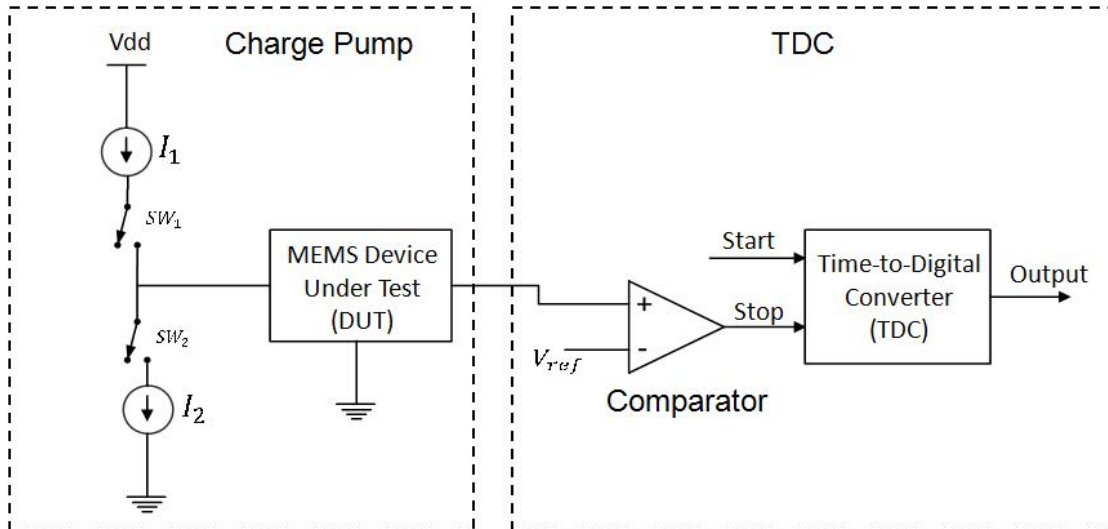 Charge Pump
TDC
Vdd
I₁
SW₁
MEMS Device
Under Test
(DUT)
SW₂
I₂
+
-
V_ref
Comparator
Start
Stop
Time-to-Digital
Converter
(TDC)
Output